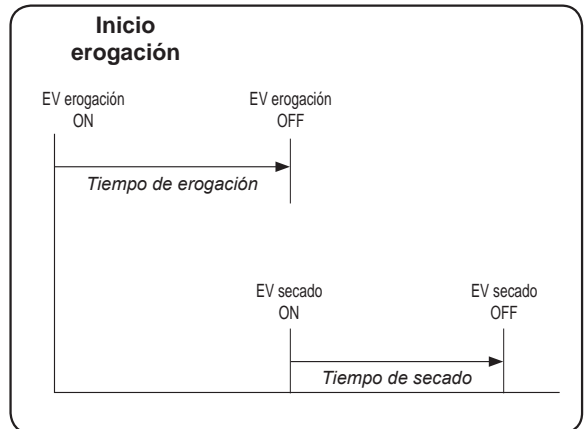 Inicio
erogación
EV erogación
ON
EV erogación
OFF
Tiempo de erogación
EV secado
ON
EV secado
OFF
Tiempo de secado